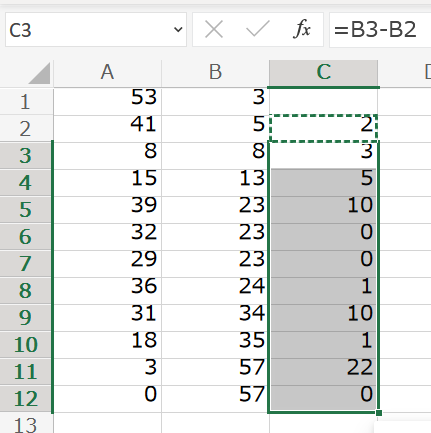 C3 fx =B3-B2
A B C
1 53 3
2 41 5 2
3 8 8 3
4 15 13 5
5 39 23 10
6 32 23 0
7 29 23 0
8 36 24 1
9 31 34 10
10 18 35 1
11 3 57 22
12 0 57 0
13